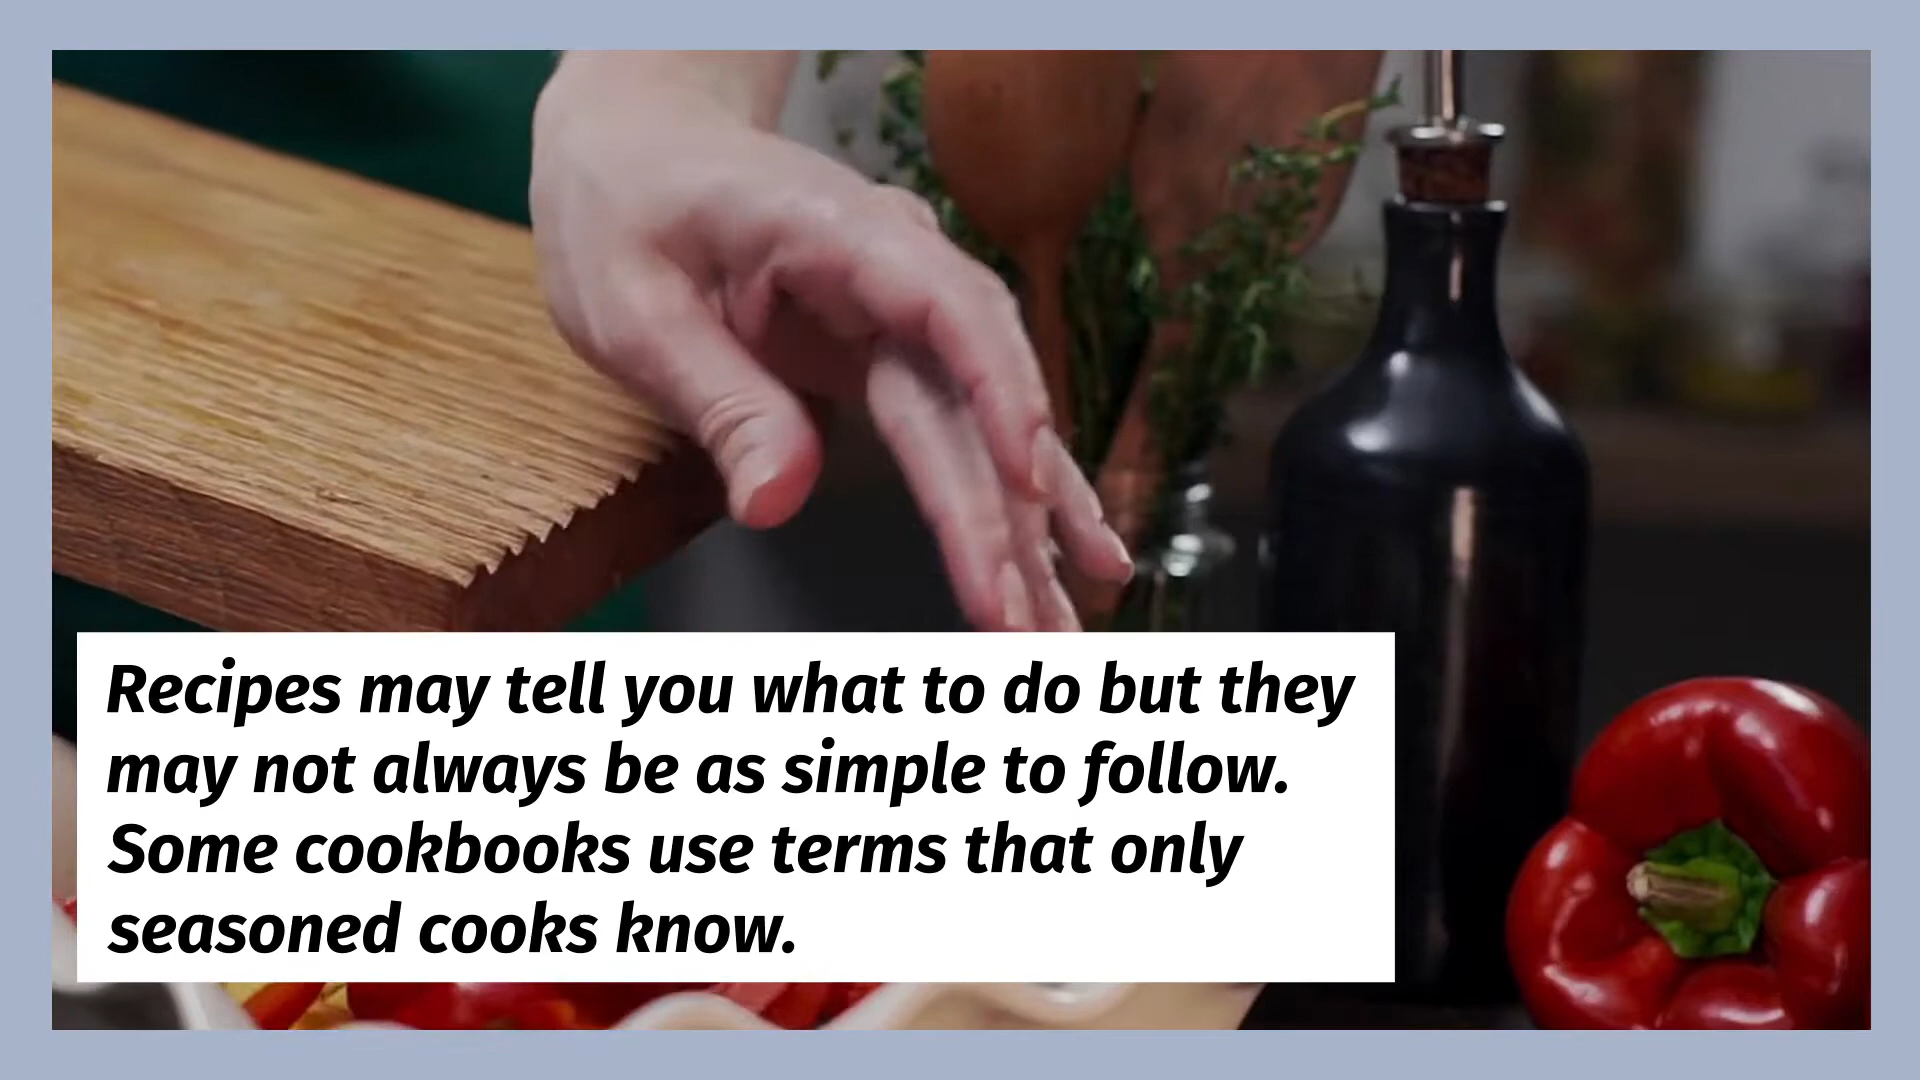 Recipes may tell you what to do but they
may not always be as simple to follow.
Some cookbooks use terms that only
seasoned cooks know.